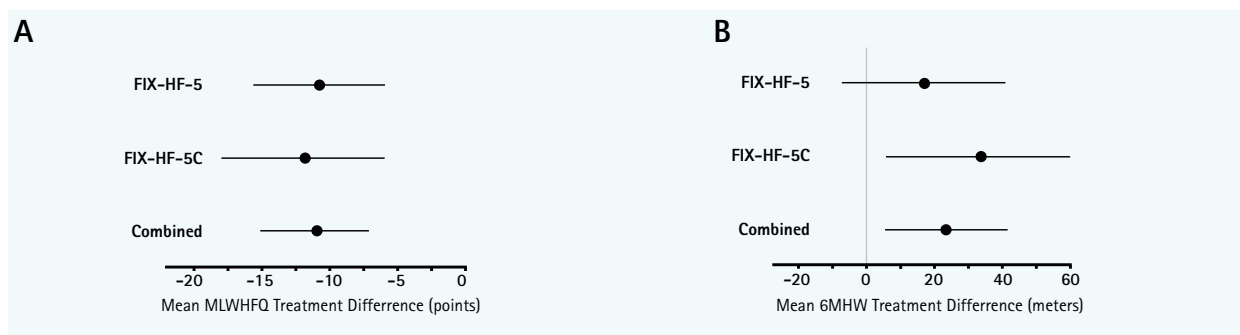 A
FIX-HF-5
FIX-HF-5C
Combined
-20 -15 -10 -5 0
Mean MLWHFQ Treatment Differrence (points)
B
FIX-HF-5
FIX-HF-5C
Combined
-20 0 20 40 60
Mean 6MHW Treatment Differrence (meters)